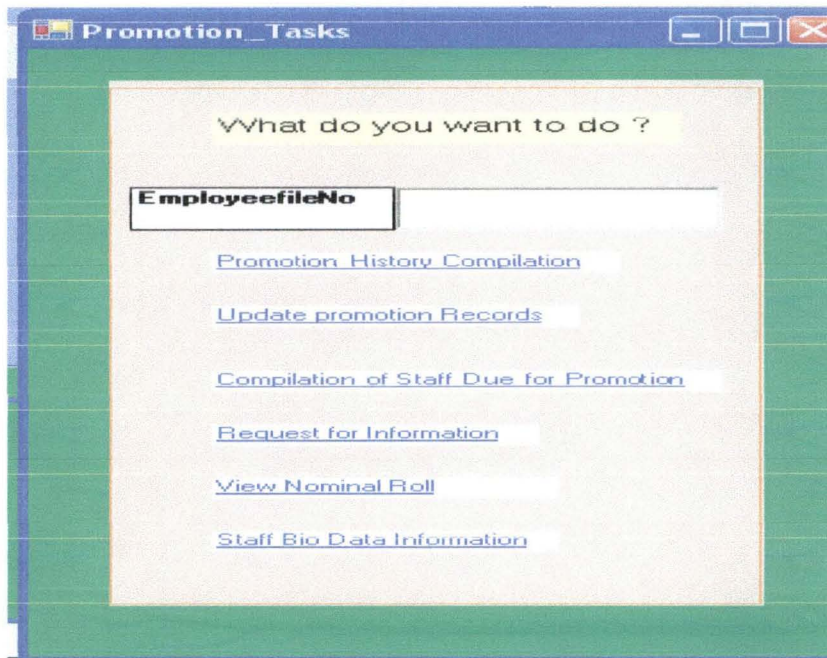 Promotion_Tasks
What do you want to do ?
EmployeefileNo
Promotion History Compilation
Update promotion Records
Compilation of Staff Due for Promotion
Request for Information
View Nominal Roll
Staff Bio Data Information